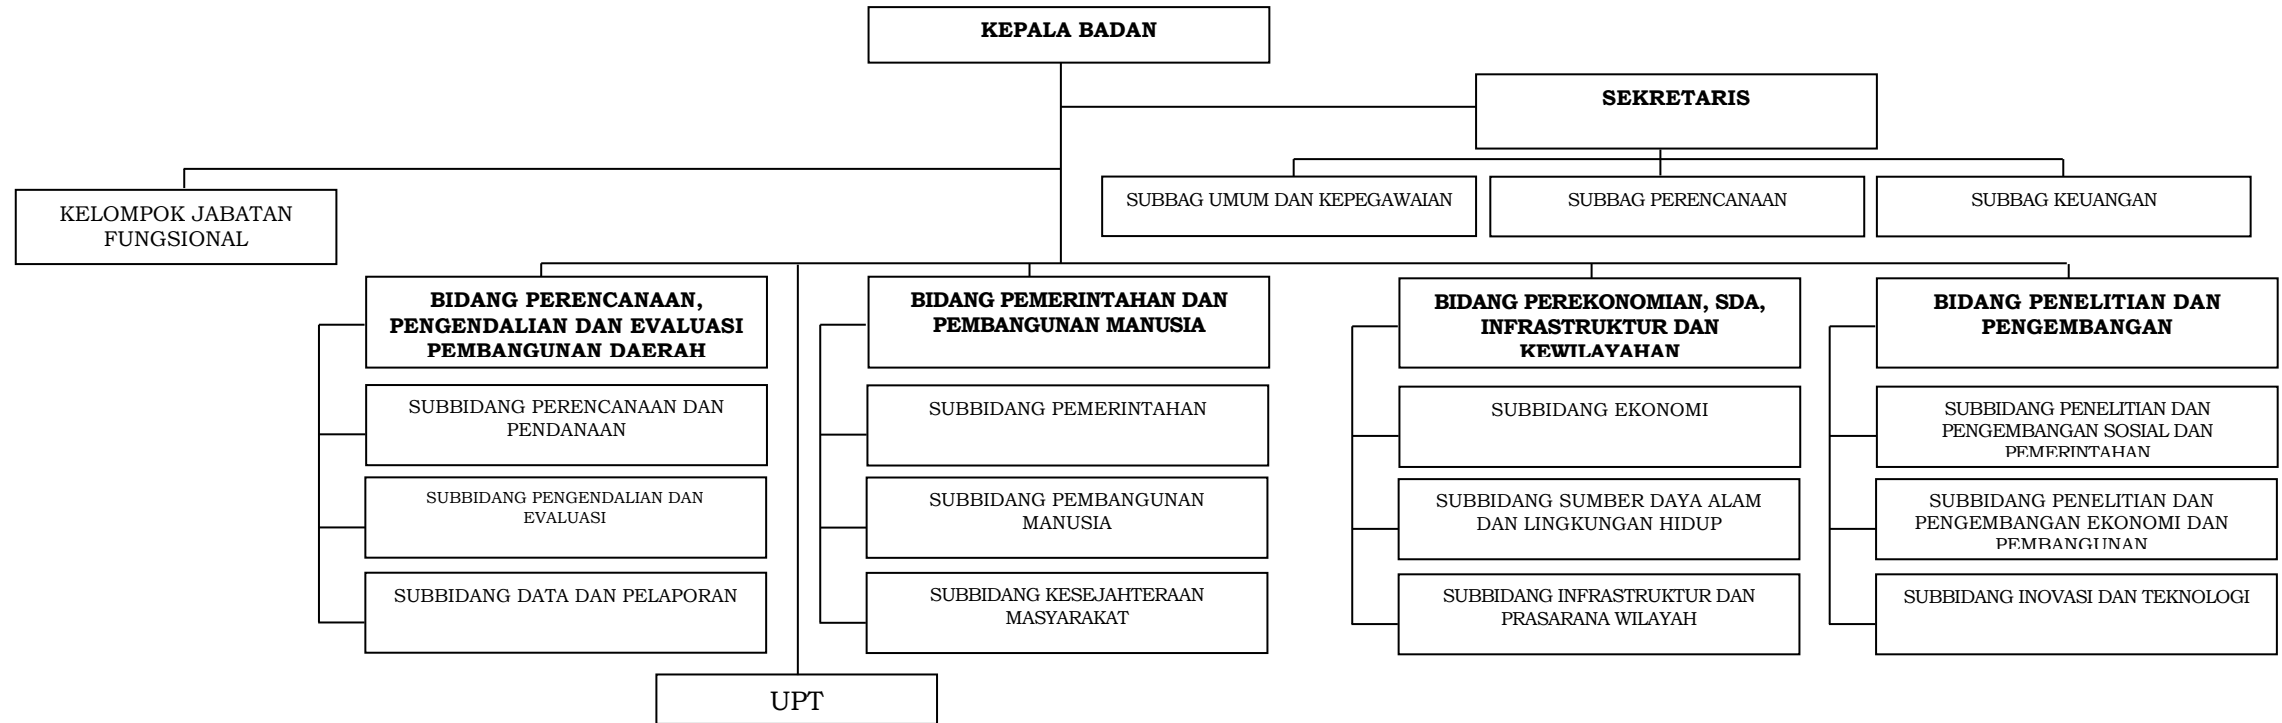 KEPALA BADAN
SEKRETARIS
SUBBAG UMUM DAN KEPEGAWAIAN
SUBBAG PERENCANAAN
SUBBAG KEUANGAN
KELOMPOK JABATAN
FUNGSIONAL
BIDANG PERENCANAAN,
PENGENDALIAN DAN EVALUASI
PEMBANGUNAN DAERAH
SUBBIDANG PERENCANAAN DAN
PENDANAAN
SUBBIDANG PENGENDALIAN DAN
EVALUASI
SUBBIDANG DATA DAN PELAPORAN
BIDANG PEMERINTAHAN DAN
PEMBANGUNAN MANUSIA
SUBBIDANG PEMERINTAHAN
SUBBIDANG PEMBANGUNAN
MANUSIA
SUBBIDANG KESEJAHTERAAN
MASYARAKAT
BIDANG PEREKONOMIAN, SDA,
INFRASTRUKTUR DAN
KEWILAYAHAN
SUBBIDANG EKONOMI
SUBBIDANG SUMBER DAYA ALAM
DAN LINGKUNGAN HIDUP
SUBBIDANG INFRASTRUKTUR DAN
PRASARANA WILAYAH
BIDANG PENELITIAN DAN
PENGEMBANGAN
SUBBIDANG PENELITIAN DAN
PENGEMBANGAN SOSIAL DAN
PEMERINTAHAN
SUBBIDANG PENELITIAN DAN
PENGEMBANGAN EKONOMI DAN
PEMBANGUNAN
SUBBIDANG INOVASI DAN TEKNOLOGI
UPT